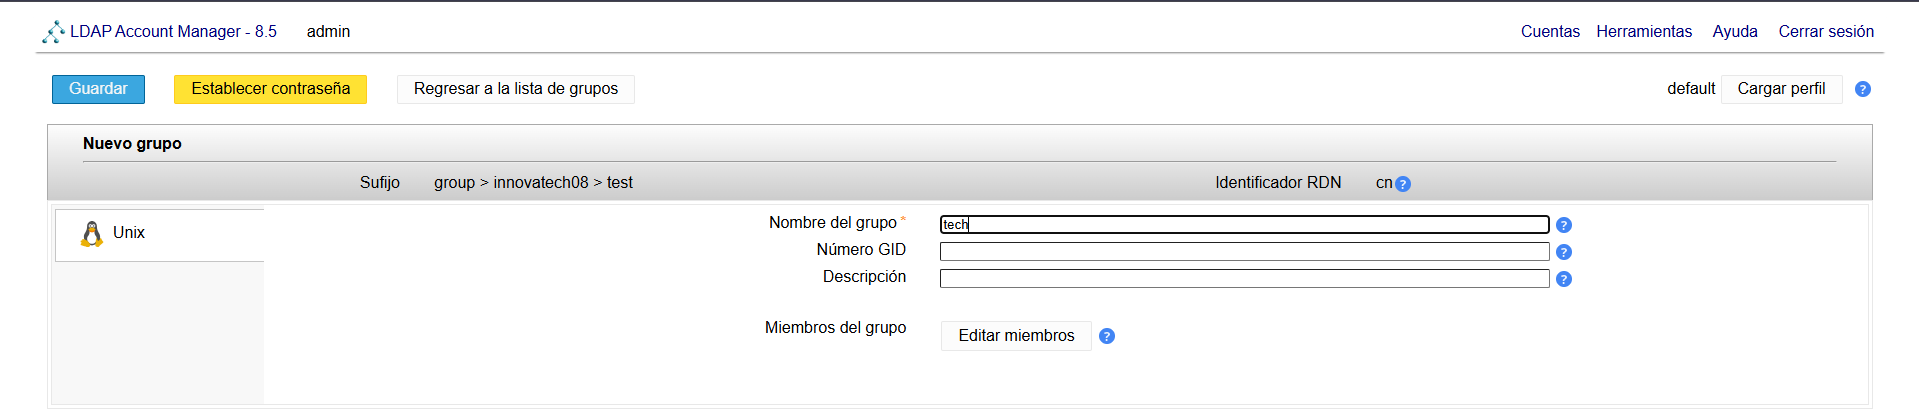 LDAP Account Manager - 8.5 admin Cuentas Herramientas Ayuda Cerrar sesión
Guardar Establecer contraseña Regresar a la lista de grupos default Cargar perfil ?
Nuevo grupo
Sufijo group > innovatech08 > test Identificador RDN cn ?
Unix
Nombre del grupo * tech ?
Número GID ?
Descripción ?
Miembros del grupo Editar miembros ?